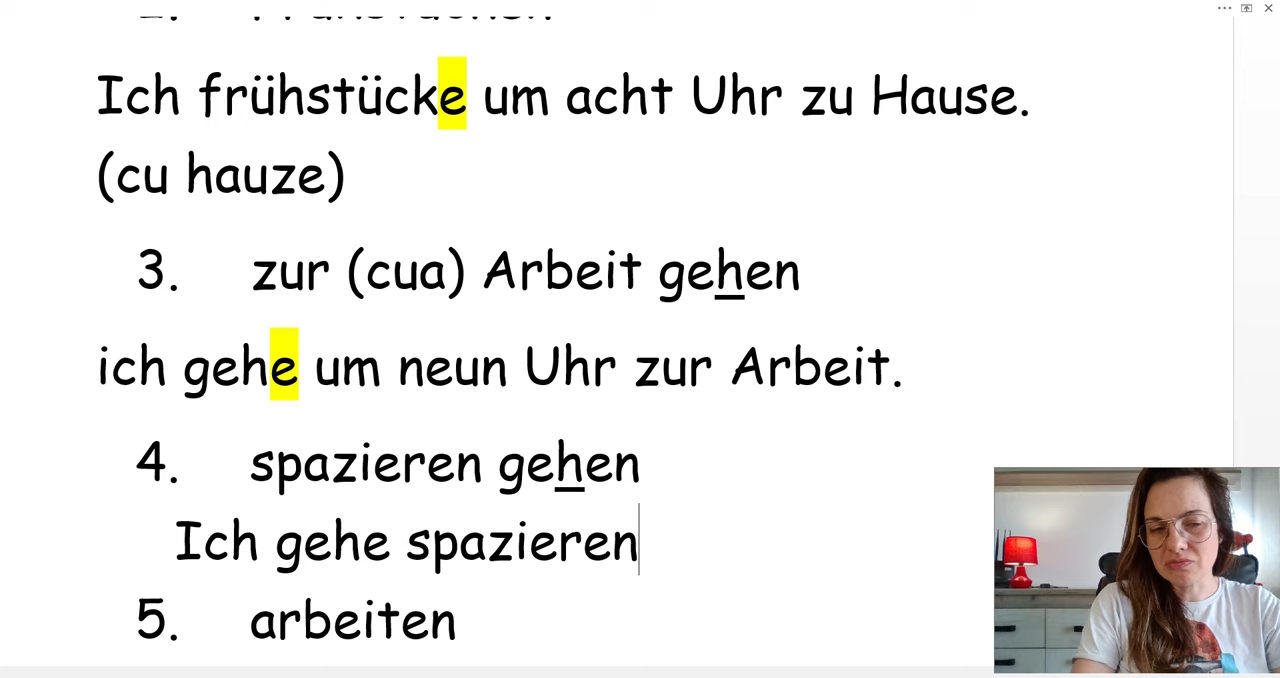 Ich frühstücke um acht Uhr zu Hause.
(cu hauze)
3. zur (cua) Arbeit gehen
ich gehe um neun Uhr zur Arbeit.
4. spazieren gehen
Ich gehe spazieren
5. arbeiten